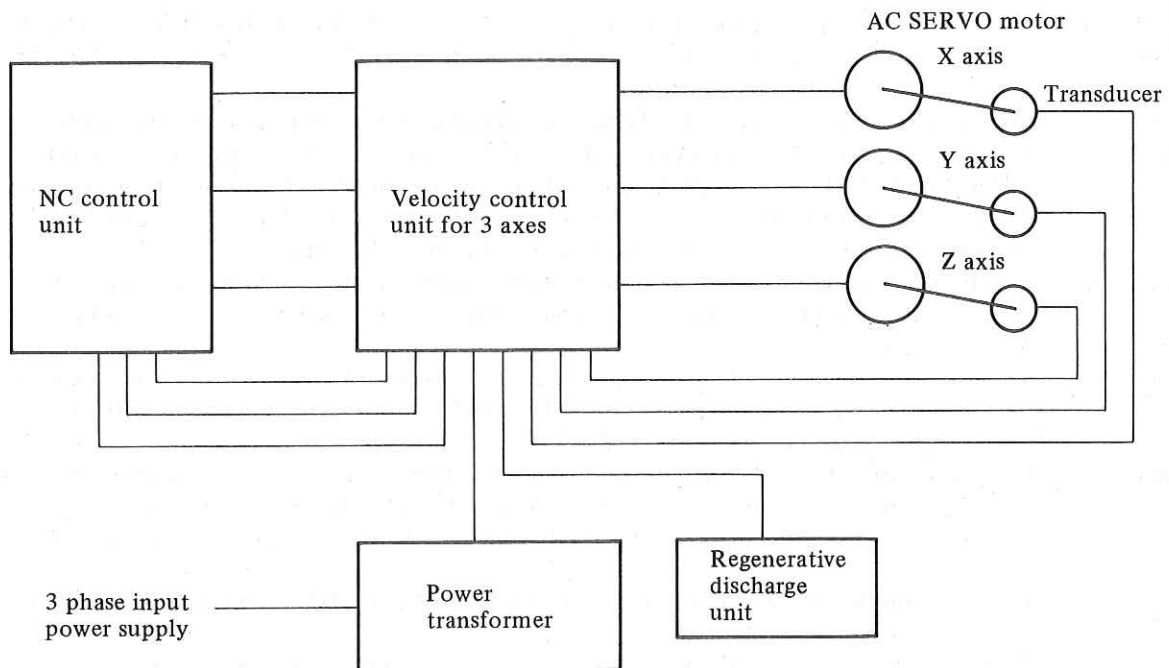 AC SERVO motor
X axis
Transducer
Y axis
NC control
unit
Velocity control
unit for 3 axes
Z axis
Regenerative
discharge
unit
Power
transformer
3 phase input
power supply